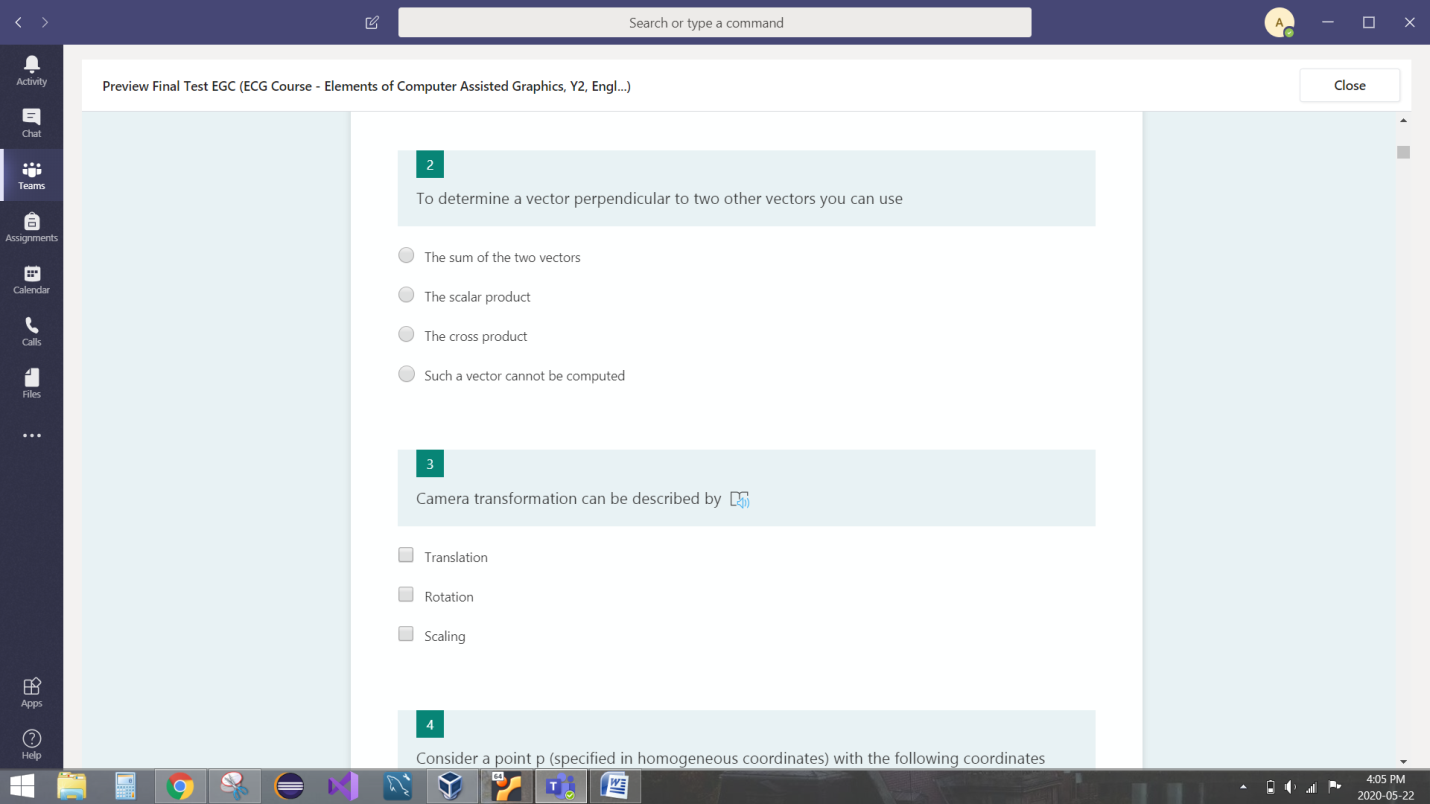 Search or type a command
A
Activity
Chat
Teams
Assignments
Calendar
Calls
Files
Apps
Help
Preview Final Test EGC (ECG Course - Elements of Computer Assisted Graphics, Y2, Engl...)
Close
2
To determine a vector perpendicular to two other vectors you can use
The sum of the two vectors
The scalar product
The cross product
Such a vector cannot be computed
3
Camera transformation can be described by
Translation
Rotation
Scaling
4
Consider a point p (specified in homogeneous coordinates) with the following coordinates
64
T
W
4:05 PM
2020-05-22